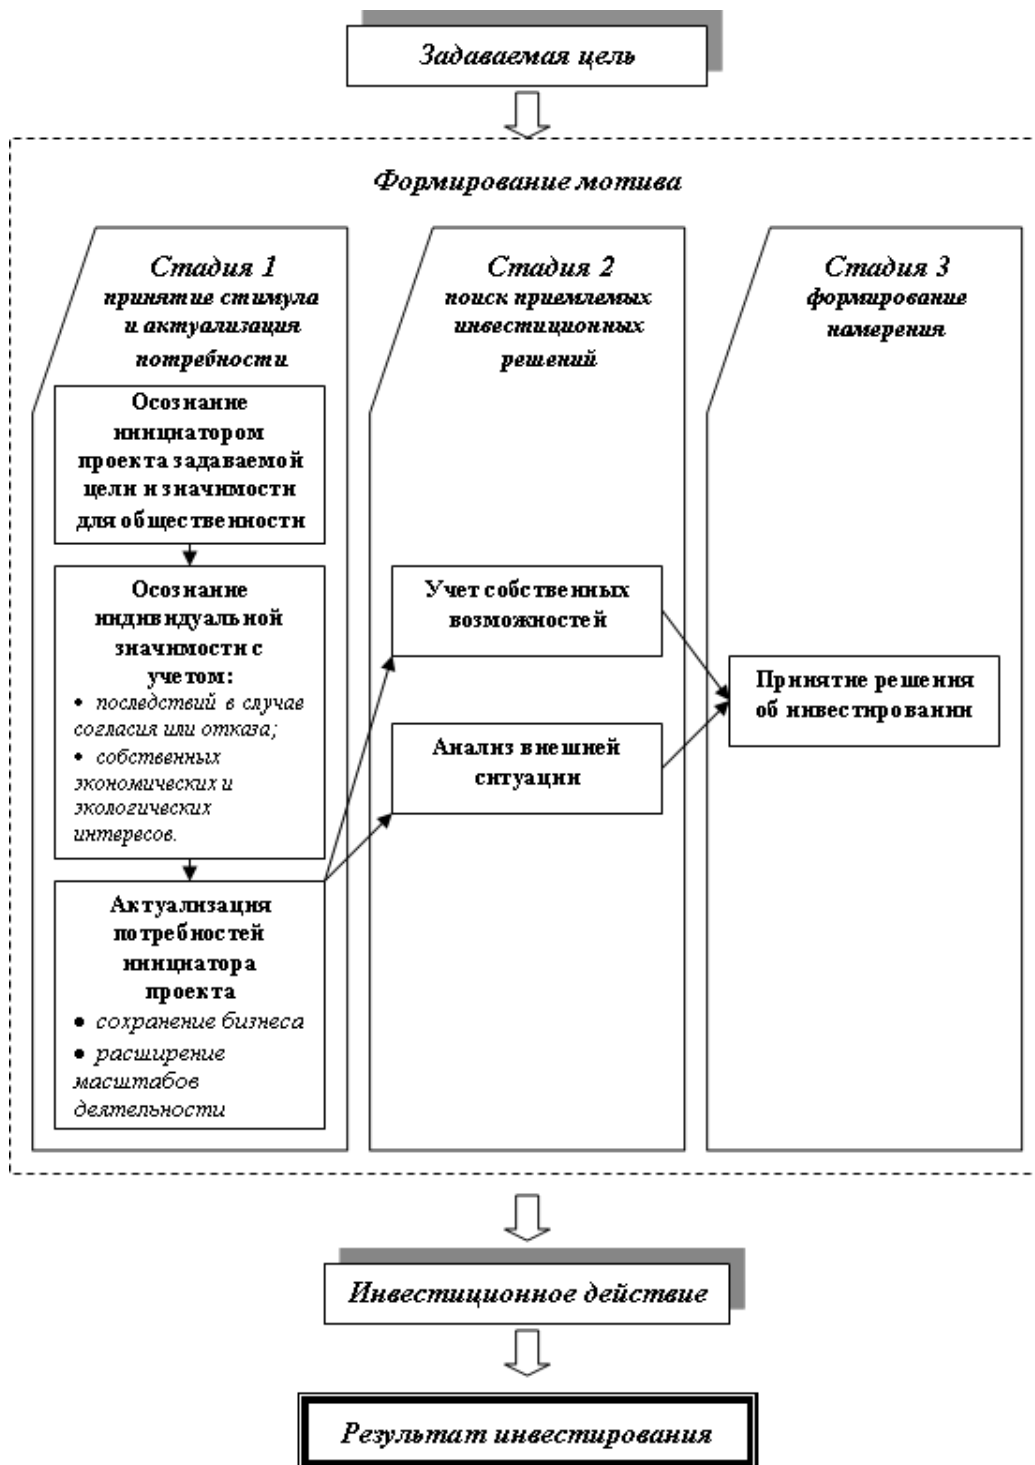 Задаваемая цель
Формирование мотива
Стадия 1
принятие стимула
и актуализация
потребности
Осознание
инициатором
проекта задаваемой
цели и значимости
для общественности
Осознание
индивидуальной
значимости с
учетом:
• последствий в случае
согласия или отказа;
• собственных
экономических и
экологических
интересов.
Актуализация
потребностей
инициатора
проекта
• сохранение бизнеса
• расширение
масштабов
деятельности
Стадия 2
поиск приемлемых
инвестиционных
решений
Учет собственных
возможностей
Анализ внешней
ситуации
Стадия 3
формирование
намерения
Принятие решения
об инвестировании
Инвестиционное действие
Результат инвестирования